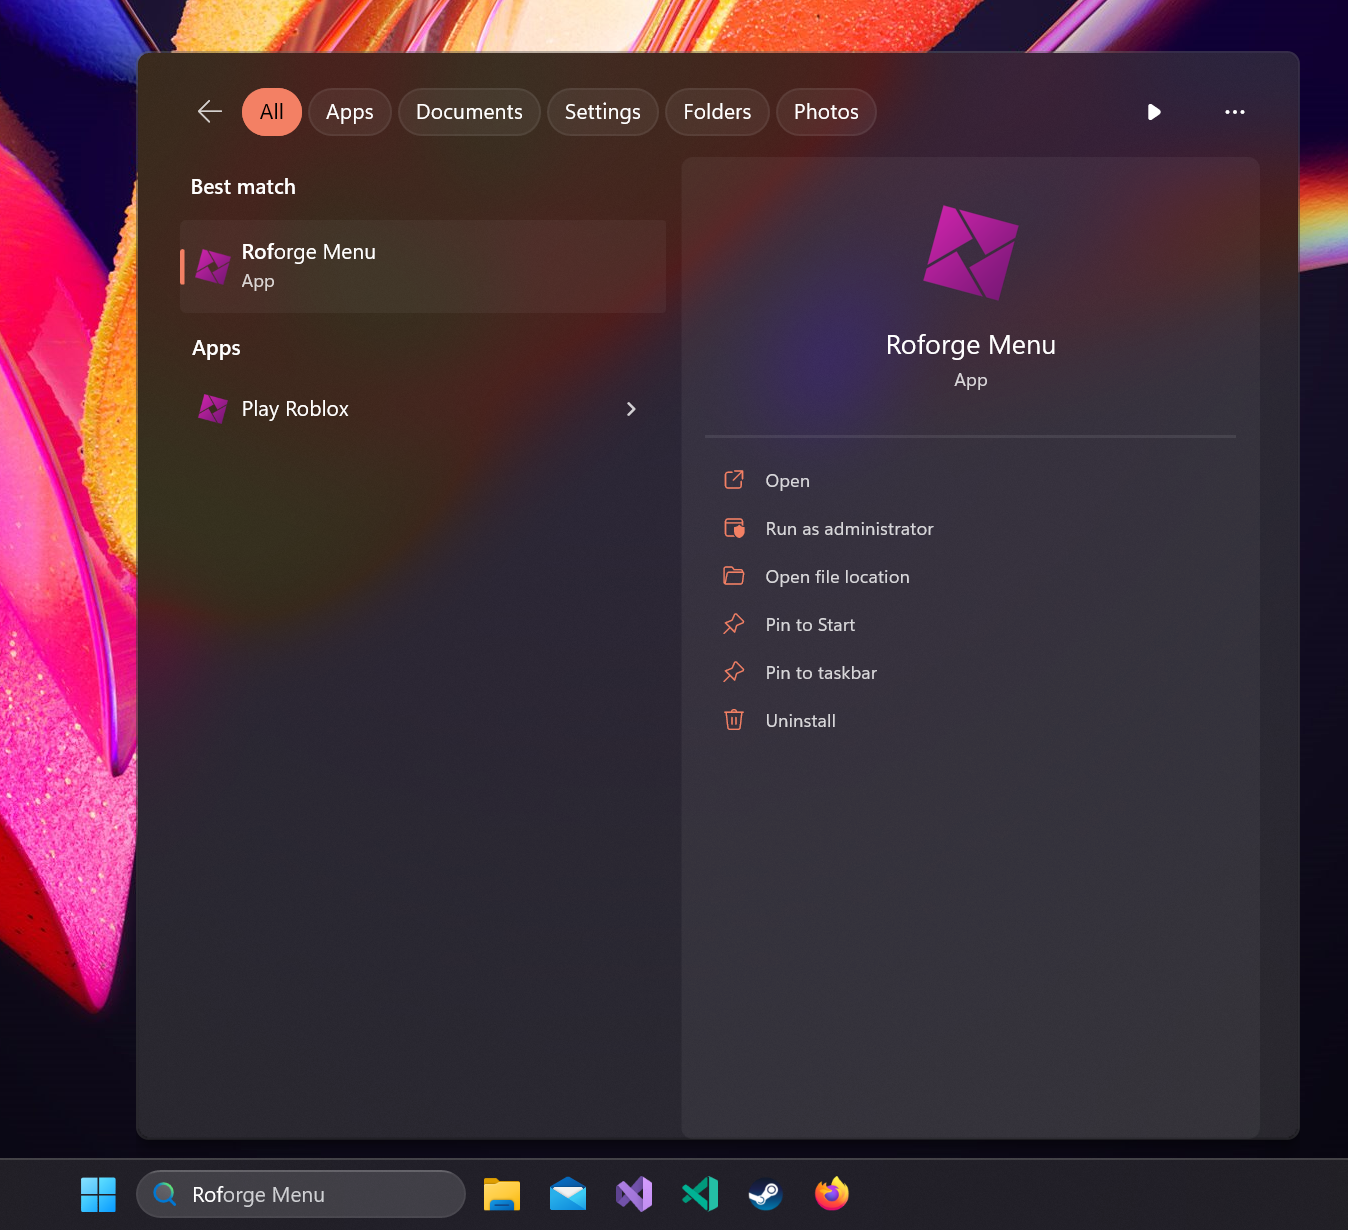 All
Apps
Documents
Settings
Folders
Photos
Best match
Roforge Menu
App
Apps
Play Roblox
Roforge Menu
App
Open
Run as administrator
Open file location
Pin to Start
Pin to taskbar
Uninstall
Roforge Menu